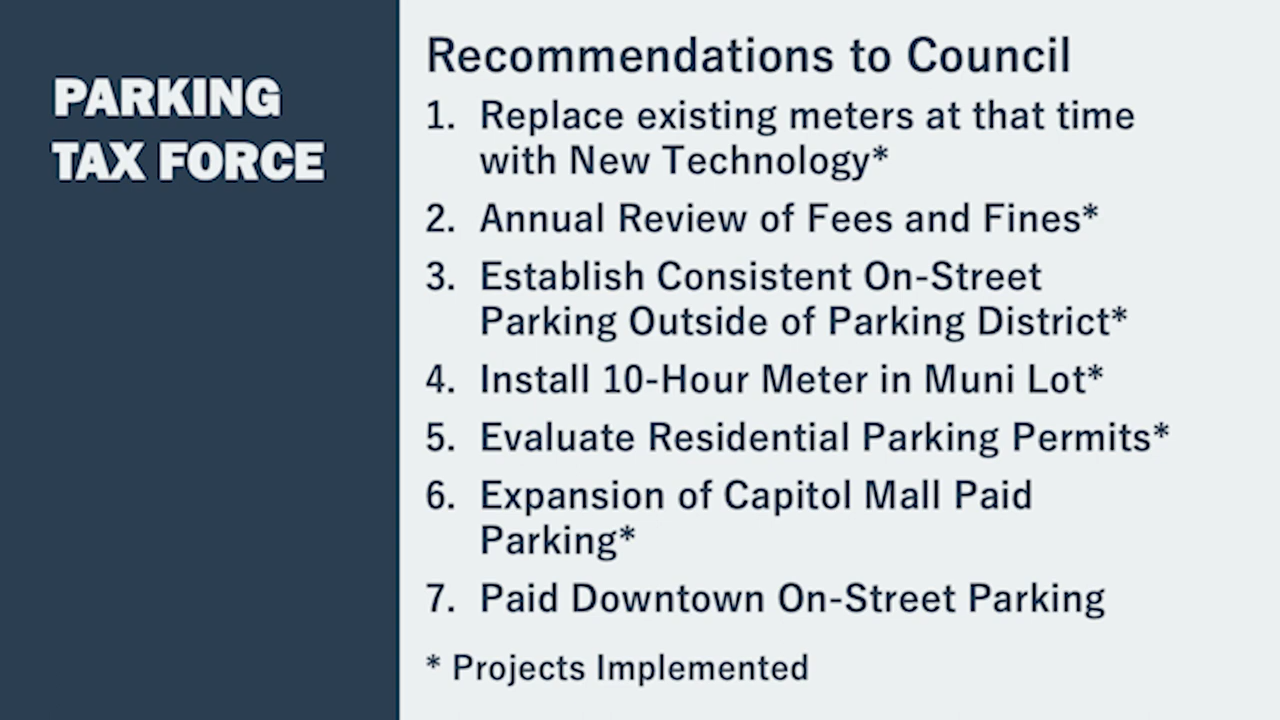 PARKING
TAX FORCE
Recommendations to Council
1. Replace existing meters at that time
with New Technology*
2. Annual Review of Fees and Fines*
3. Establish Consistent On-Street
Parking Outside of Parking District*
4. Install 10-Hour Meter in Muni Lot*
5. Evaluate Residential Parking Permits*
6. Expansion of Capitol Mall Paid
Parking*
7. Paid Downtown On-Street Parking
* Projects Implemented